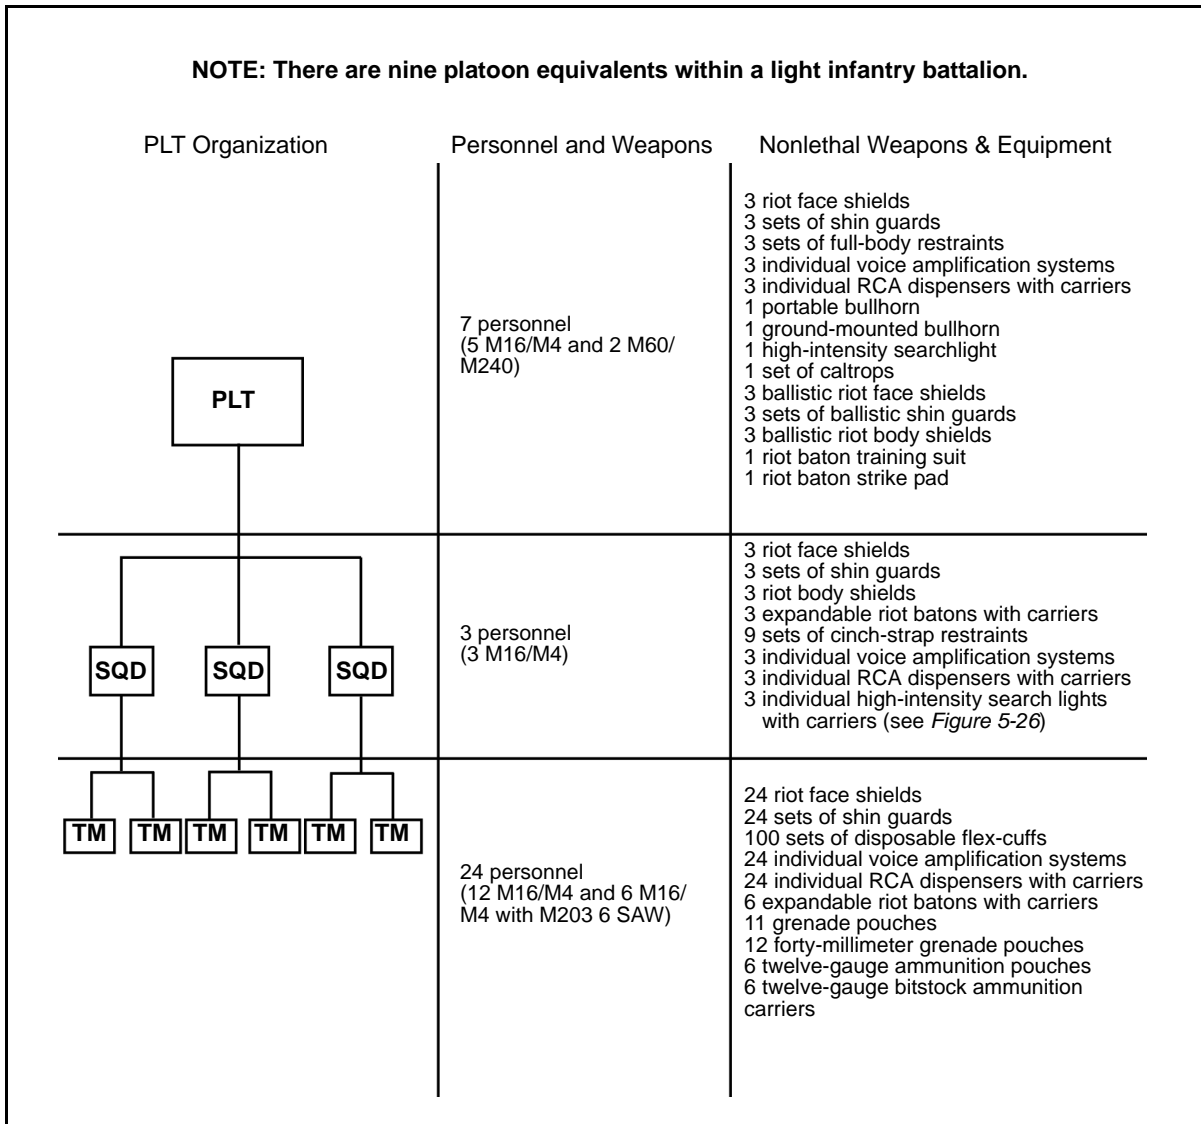 NOTE: There are nine platoon equivalents within a light infantry battalion.
PLT Organization
Personnel and Weapons
Nonlethal Weapons & Equipment
PLT
7 personnel
(5 M16/M4 and 2 M60/
M240)
3 riot face shields
3 sets of shin guards
3 sets of full-body restraints
3 individual voice amplification systems
3 individual RCA dispensers with carriers
1 portable bullhorn
1 ground-mounted bullhorn
1 high-intensity searchlight
1 set of caltrops
3 ballistic riot face shields
3 sets of ballistic shin guards
3 ballistic riot body shields
1 riot baton training suit
1 riot baton strike pad
SQD SQD SQD
3 personnel
(3 M16/M4)
3 riot face shields
3 sets of shin guards
3 riot body shields
3 expandable riot batons with carriers
9 sets of cinch-strap restraints
3 individual voice amplification systems
3 individual RCA dispensers with carriers
3 individual high-intensity search lights
with carriers (see Figure 5-26)
TM TM TM TM TM TM
24 personnel
(12 M16/M4 and 6 M16/
M4 with M203 6 SAW)
24 riot face shields
24 sets of shin guards
100 sets of disposable flex-cuffs
24 individual voice amplification systems
24 individual RCA dispensers with carriers
6 expandable riot batons with carriers
11 grenade pouches
12 forty-millimeter grenade pouches
6 twelve-gauge ammunition pouches
6 twelve-gauge bitstock ammunition
carriers